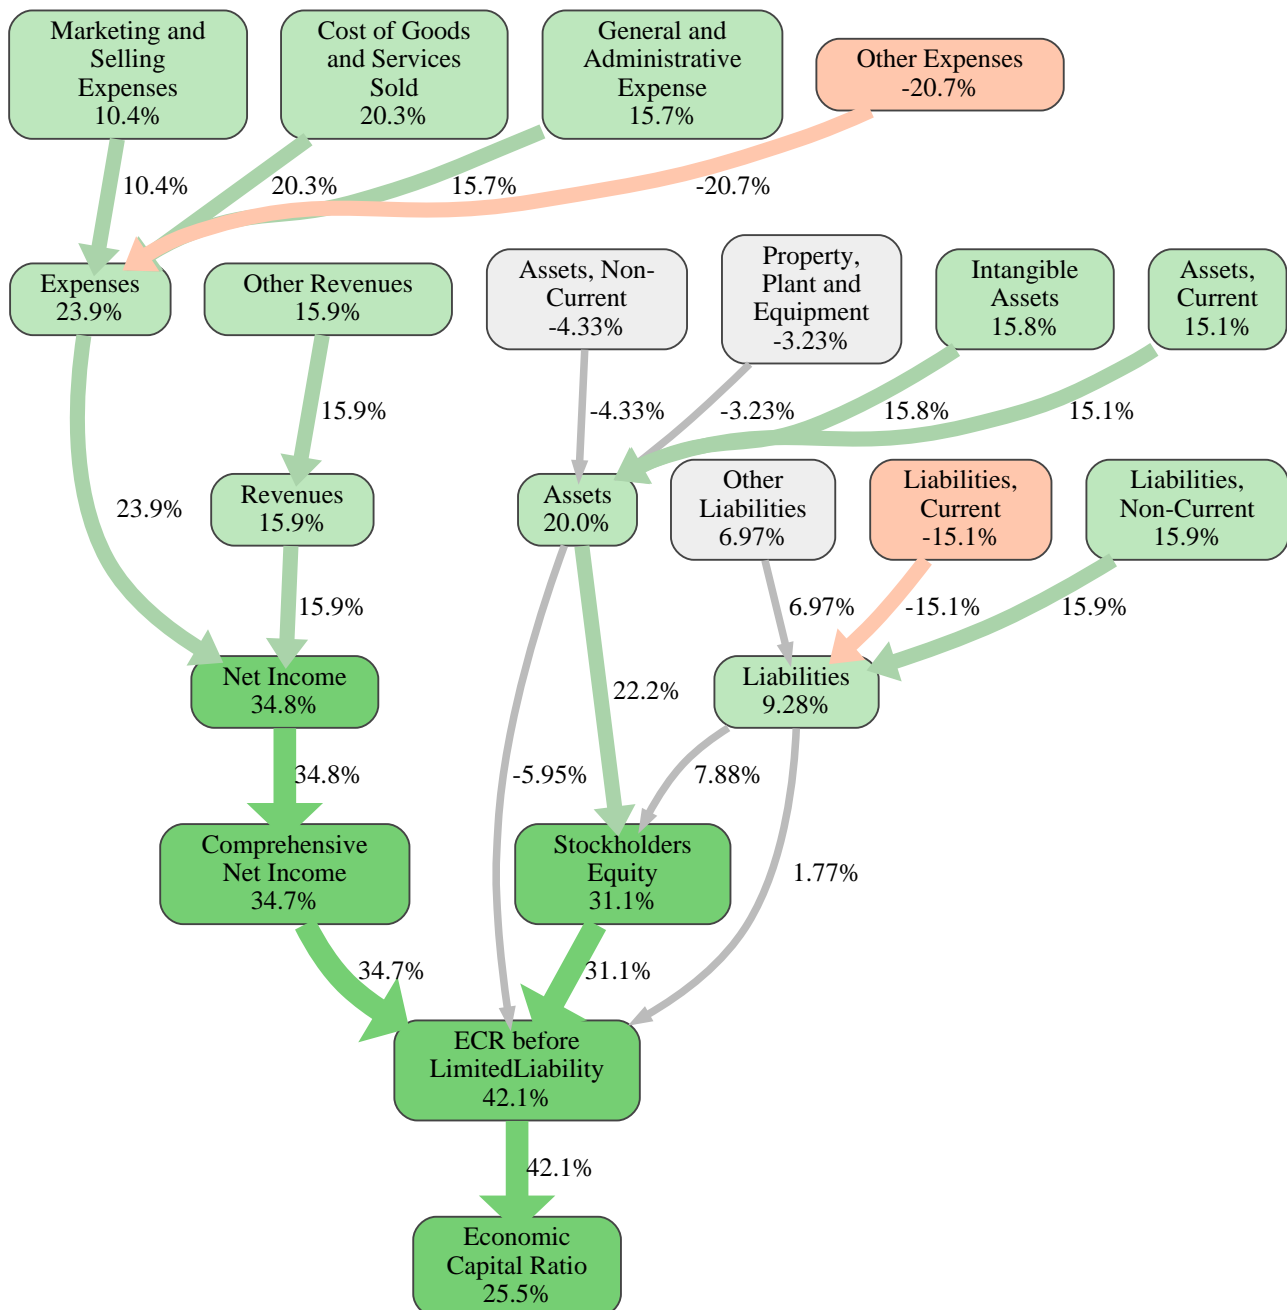 Marketing and
Selling
Expenses
10.4%
Cost of Goods
and Services
Sold
20.3%
General and
Administrative
Expense
15.7%
Other Expenses
-20.7%
10.4%
20.3%
15.7%
-20.7%
Expenses
23.9%
Other Revenues
15.9%
Assets, Non-
Current
-4.33%
Property,
Plant and
Equipment
-3.23%
Intangible
Assets
15.8%
Assets,
Current
15.1%
15.9%
-4.33%
-3.23%
15.8%
15.1%
23.9%
Revenues
15.9%
Assets
20.0%
Other
Liabilities
6.97%
Liabilities,
Current
-15.1%
Liabilities,
Non-Current
15.9%
15.9%
6.97%
-15.1%
15.9%
Net Income
34.8%
22.2%
Liabilities
9.28%
34.8%
-5.95%
7.88%
Comprehensive
Net Income
34.7%
Stockholders
Equity
31.1%
1.77%
34.7%
31.1%
ECR before
LimitedLiability
42.1%
42.1%
Economic
Capital Ratio
25.5%